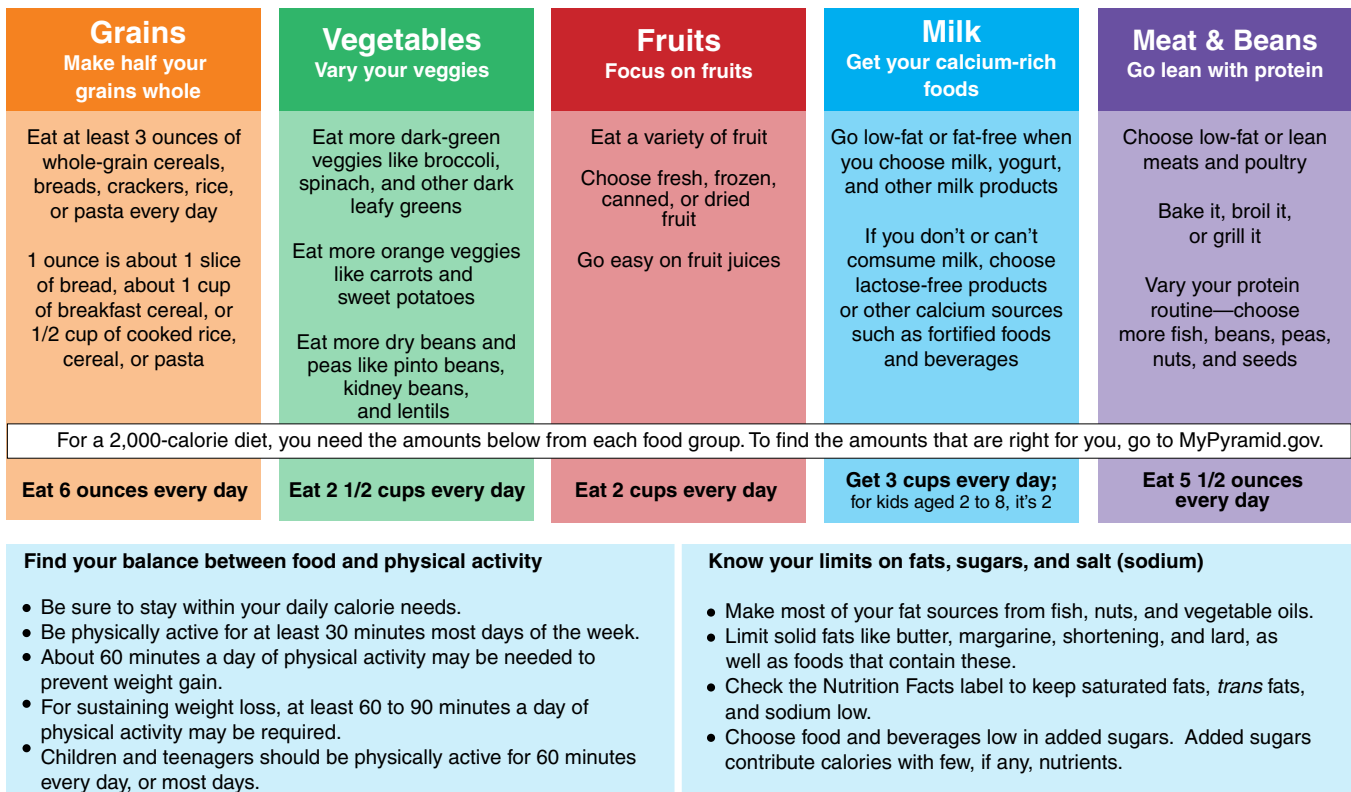 Grains
Make half your
grains whole
Eat at least 3 ounces of
whole-grain cereals,
breads, crackers, rice,
or pasta every day
1 ounce is about 1 slice
of bread, about 1 cup
of breakfast cereal, or
1/2 cup of cooked rice,
cereal, or pasta
Vegetables
Vary your veggies
Eat more dark-green
veggies like broccoli,
spinach, and other dark
leafy greens
Eat more orange veggies
like carrots and
sweet potatoes
Eat more dry beans and
peas like pinto beans,
kidney beans,
and lentils
Fruits
Focus on fruits
Eat a variety of fruit
Choose fresh, frozen,
canned, or dried
fruit
Go easy on fruit juices
Milk
Get your calcium-rich
foods
Go low-fat or fat-free when
you choose milk, yogurt,
and other milk products
If you don’t or can’t
comsume milk, choose
lactose-free products
or other calcium sources
such as fortified foods
and beverages
Meat & Beans
Go lean with protein
Choose low-fat or lean
meats and poultry
Bake it, broil it,
or grill it
Vary your protein
routine—choose
more fish, beans, peas,
nuts, and seeds
For a 2,000-calorie diet, you need the amounts below from each food group. To find the amounts that are right for you, go to MyPyramid.gov.
Eat 6 ounces every day
Eat 2 1/2 cups every day
Eat 2 cups every day
Get 3 cups every day;
for kids aged 2 to 8, it’s 2
Eat 5 1/2 ounces
every day
Find your balance between food and physical activity
• Be sure to stay within your daily calorie needs.
• Be physically active for at least 30 minutes most days of the week.
• About 60 minutes a day of physical activity may be needed to
prevent weight gain.
• For sustaining weight loss, at least 60 to 90 minutes a day of
physical activity may be required.
• Children and teenagers should be physically active for 60 minutes
every day, or most days.
Know your limits on fats, sugars, and salt (sodium)
• Make most of your fat sources from fish, nuts, and vegetable oils.
• Limit solid fats like butter, margarine, shortening, and lard, as
well as foods that contain these.
• Check the Nutrition Facts label to keep saturated fats, trans fats,
and sodium low.
• Choose food and beverages low in added sugars. Added sugars
contribute calories with few, if any, nutrients.